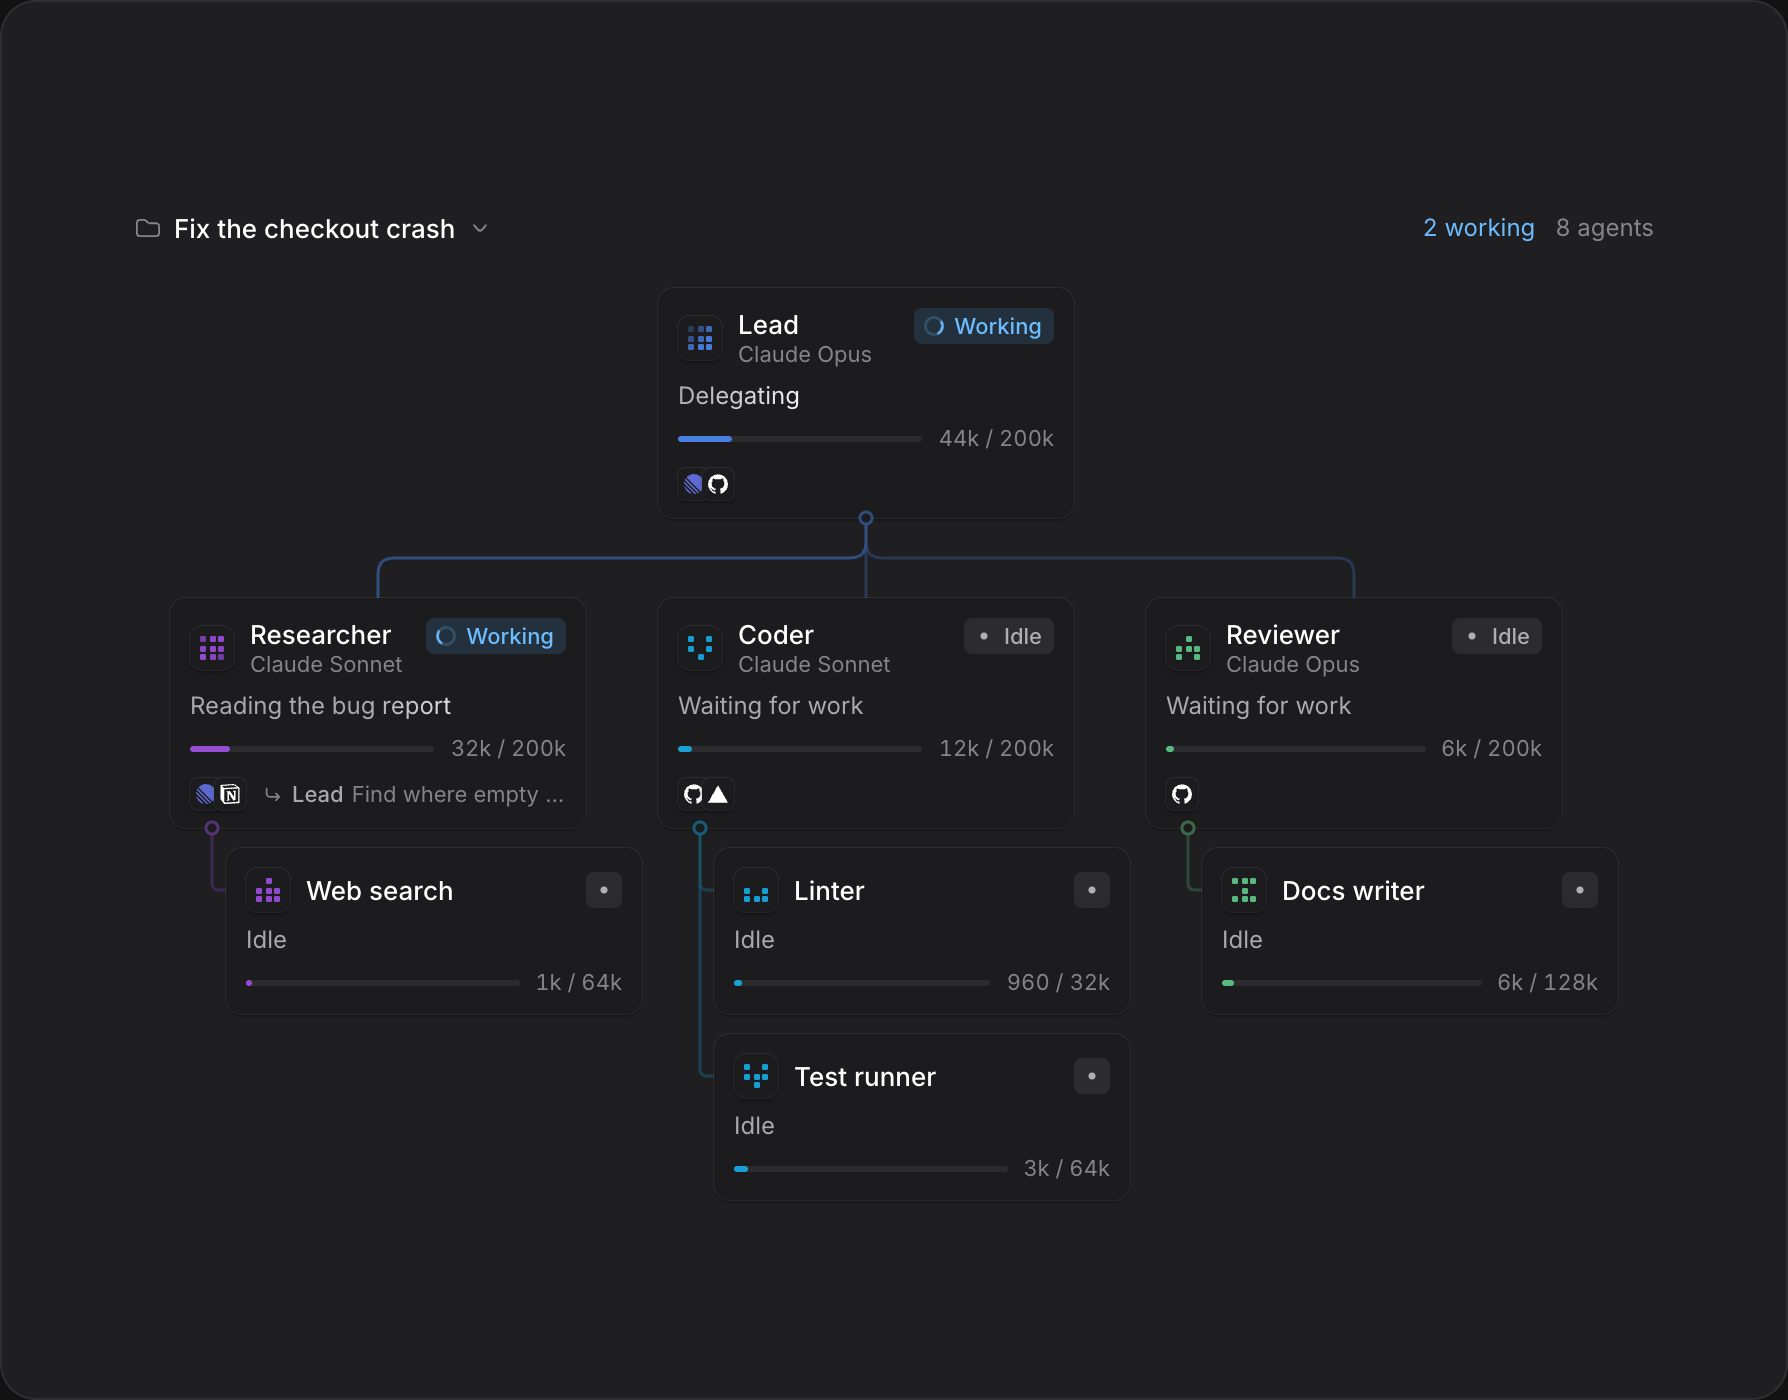 Fix the checkout crash
2 working 8 agents
Lead
Working
Claude Opus
Delegating
44k / 200k
Researcher
Working
Claude Sonnet
Reading the bug report
32k / 200k
Lead Find where empty ...
Coder
Idle
Claude Sonnet
Waiting for work
12k / 200k
Reviewer
Idle
Claude Opus
Waiting for work
6k / 200k
Web search
Idle
1k / 64k
Linter
Idle
960 / 32k
Docs writer
Idle
6k / 128k
Test runner
Idle
3k / 64k